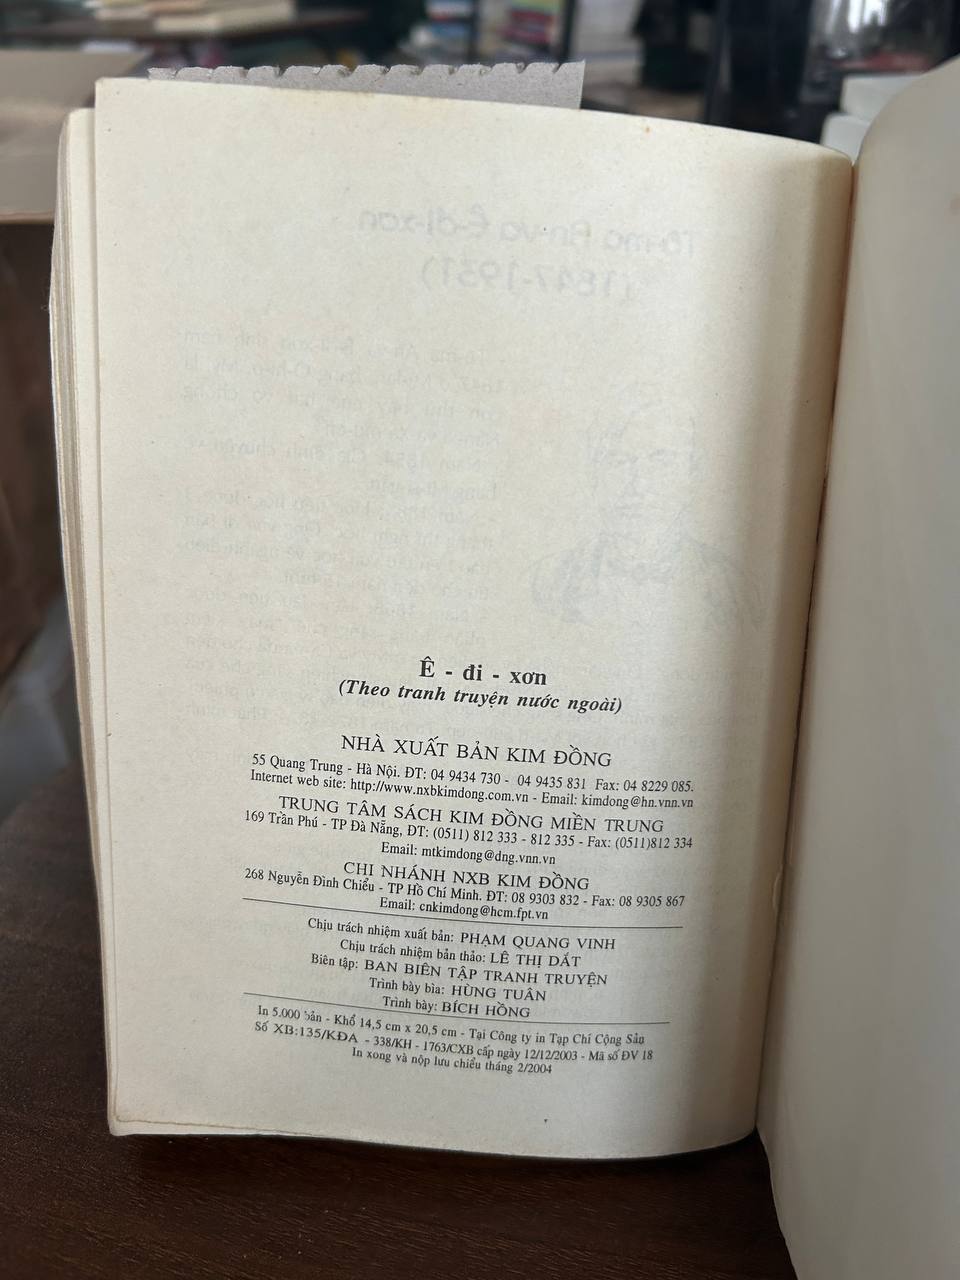 Ê - đi - xơn
(Theo tranh truyện nước ngoài)
NHÀ XUẤT BẢN KIM ĐỒNG
55 Quang Trung - Hà Nội. ĐT: 04 9434 730 - 04 9435 831 Fax: 04 8229 085.
Internet web site: http://www.nxbkimdong.com.vn - Email: kimdong@hn.vnn.vn
TRUNG TÂM SÁCH KIM ĐỒNG MIỀN TRUNG
169 Trần Phú - TP Đà Nẵng, ĐT: (0511) 812 333 - 812 335 - Fax: (0511)812 334
Email: mtkimdong@dng.vnn.vn
CHI NHÁNH NXB KIM ĐỒNG
268 Nguyễn Đình Chiểu - TP Hồ Chí Minh. ĐT: 08 9303 832 - Fax: 08 9305 867
Email: cnkimdong@hcm.fpt.vn
Chịu trách nhiệm xuất bản: PHẠM QUANG VINH
Chịu trách nhiệm bản thảo: LÊ THỊ DẮT
Biên tập: BAN BIÊN TẬP TRANH TRUYỆN
Trình bày bìa: HÙNG TUÂN
Trình bày: BÍCH HỒNG
In 5.000 bản - Khổ 14,5 cm x 20,5 cm - Tại Công ty in Tạp Chí Cộng Sản
Số XB:135/KĐA - 338/KH - 1763/CXB cấp ngày 12/12/2003 - Mã số ĐV 18
In xong và nộp lưu chiểu tháng 2/2004